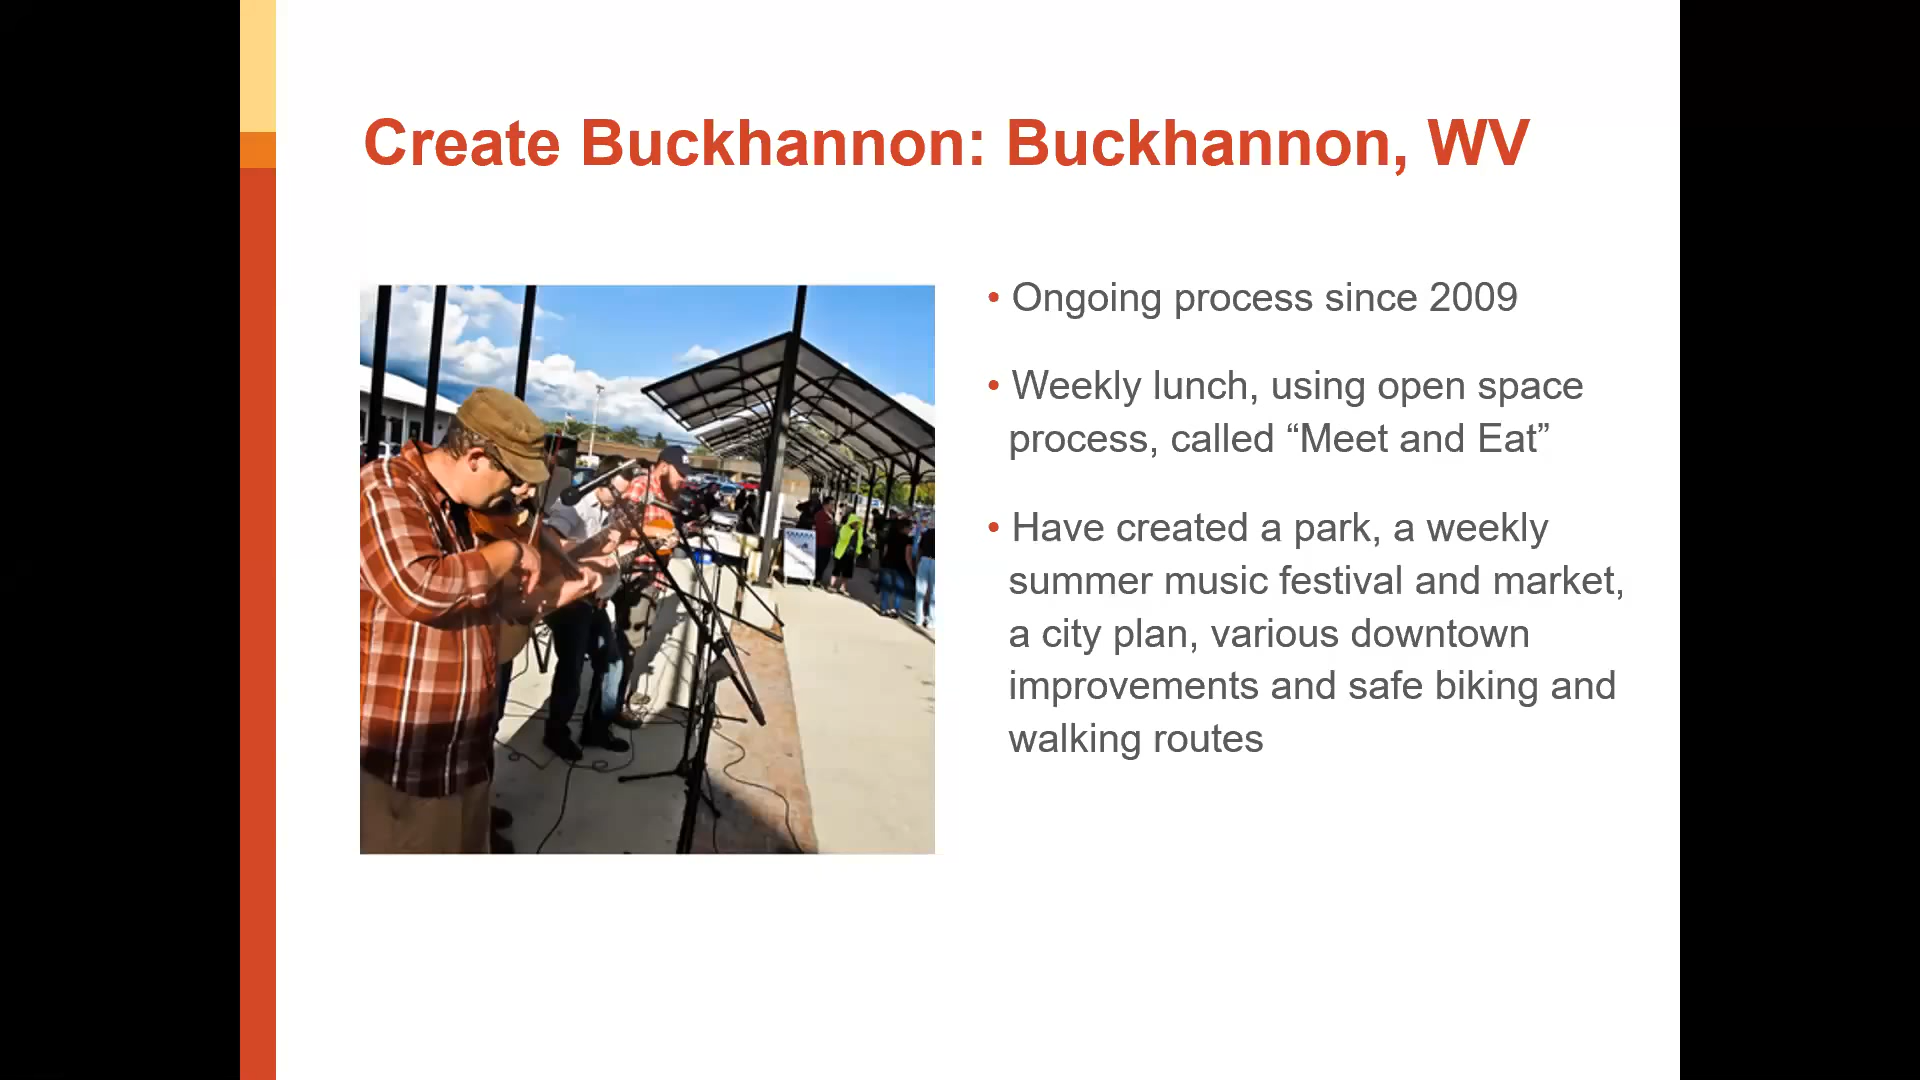 Create Buckhannon: Buckhannon, WV
• Ongoing process since 2009
• Weekly lunch, using open space
process, called “Meet and Eat”
• Have created a park, a weekly
summer music festival and market,
a city plan, various downtown
improvements and safe biking and
walking routes